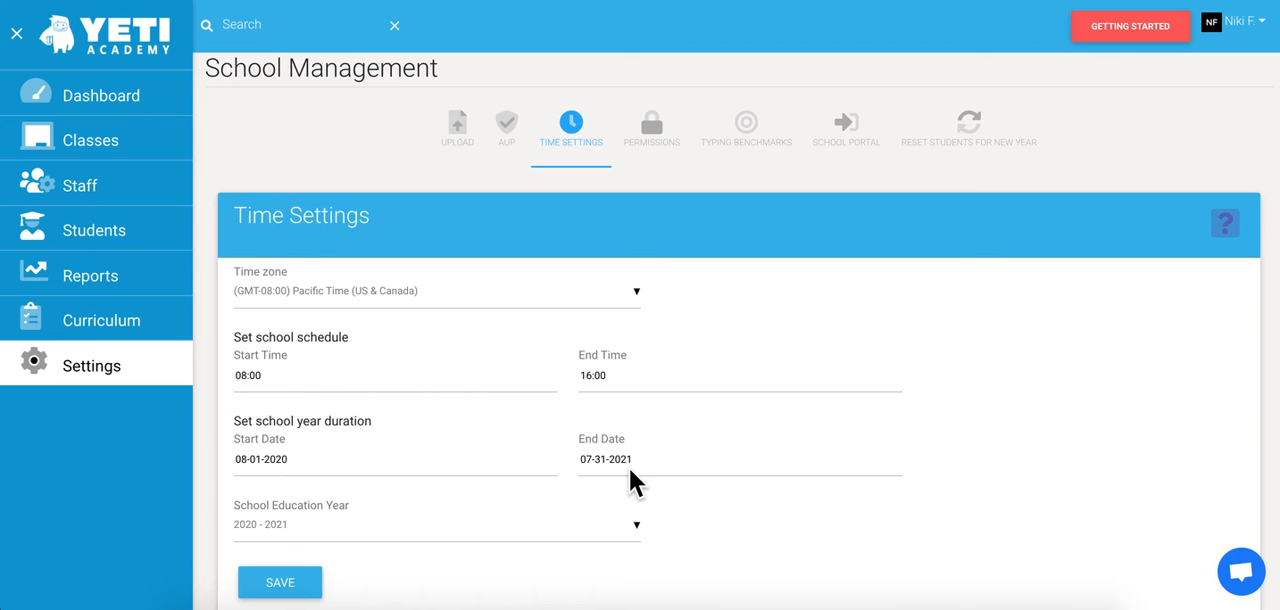 YETI
ACADEMY
Search
GETTING STARTED
NF Niki F.
Dashboard
Classes
Staff
Students
Reports
Curriculum
Settings
School Management
UPLOAD AUP TIME SETTINGS PERMISSIONS TYPING BENCHMARKS SCHOOL PORTAL RESET STUDENTS FOR NEW YEAR
Time Settings ?
Time zone
(GMT-08:00) Pacific Time (US & Canada)
Set school schedule
Start Time End Time
08:00 16:00
Set school year duration
Start Date End Date
08-01-2020 07-31-2021
School Education Year
2020 - 2021
SAVE